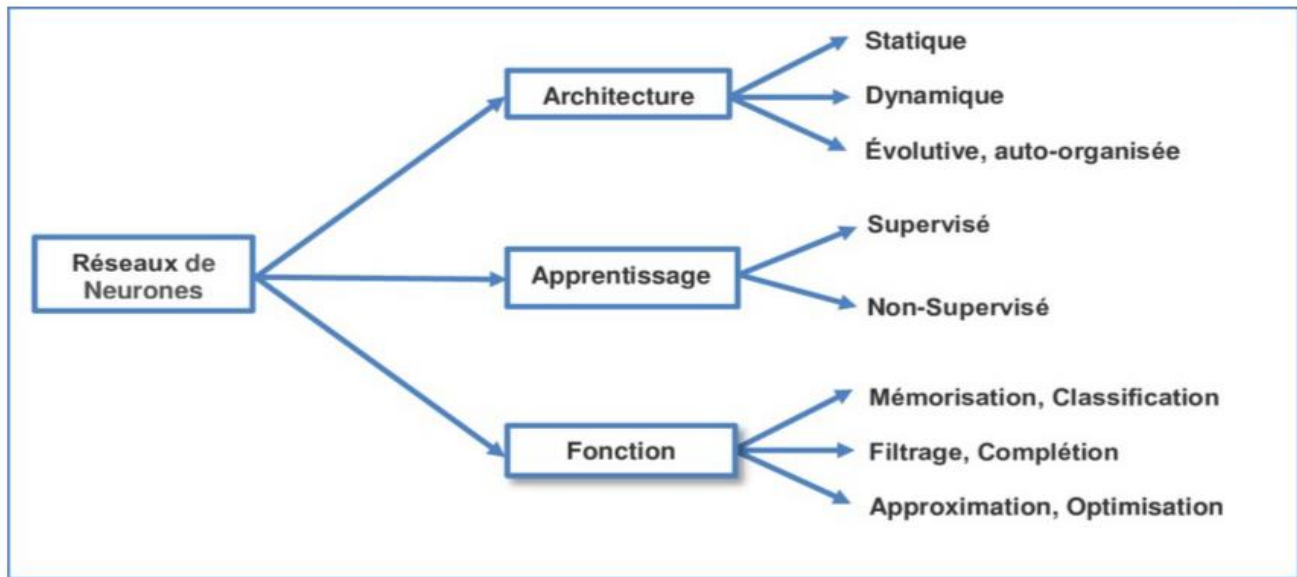 Statique
Architecture
Dynamique
Évolutive, auto-organisée
Réseaux de
Neurones
Apprentissage
Supervisé
Non-Supervisé
Fonction
Mémorisation, Classification
Filtrage, Complétion
Approximation, Optimisation